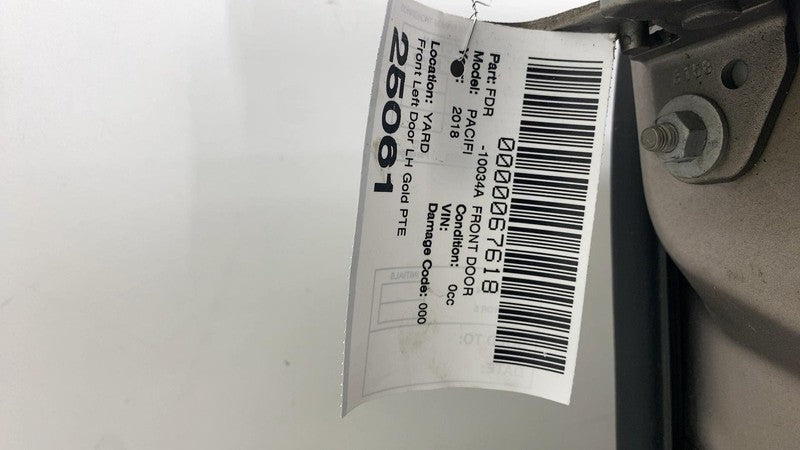 0000067618
Part: FDR -10034A FRONT DOOR
Model: PACIFI Condition: 0cc
2018 VIN:
Damage Code: 000
Location: YARD
Front Left Door LH Gold PTE
25061